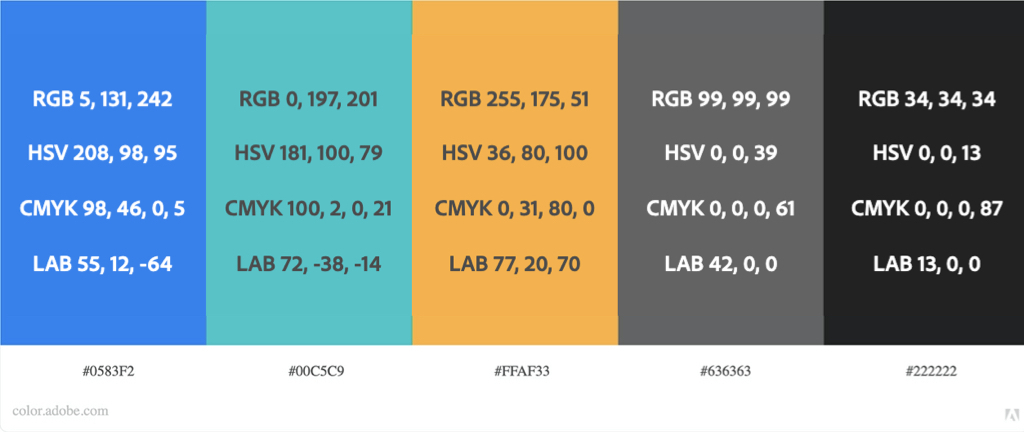 RGB 5, 131, 242
HSV 208, 98, 95
CMYK 98, 46, 0, 5
LAB 55, 12, -64
#0583F2
RGB 0, 197, 201
HSV 181, 100, 79
CMYK 100, 2, 0, 21
LAB 72, -38, -14
#00C5C9
RGB 255, 175, 51
HSV 36, 80, 100
CMYK 0, 31, 80, 0
LAB 77, 20, 70
#FFAF33
RGB 99, 99, 99
HSV 0, 0, 39
CMYK 0, 0, 0, 61
LAB 42, 0, 0
#636363
RGB 34, 34, 34
HSV 0, 0, 13
CMYK 0, 0, 0, 87
LAB 13, 0, 0
#222222
color.adobe.com